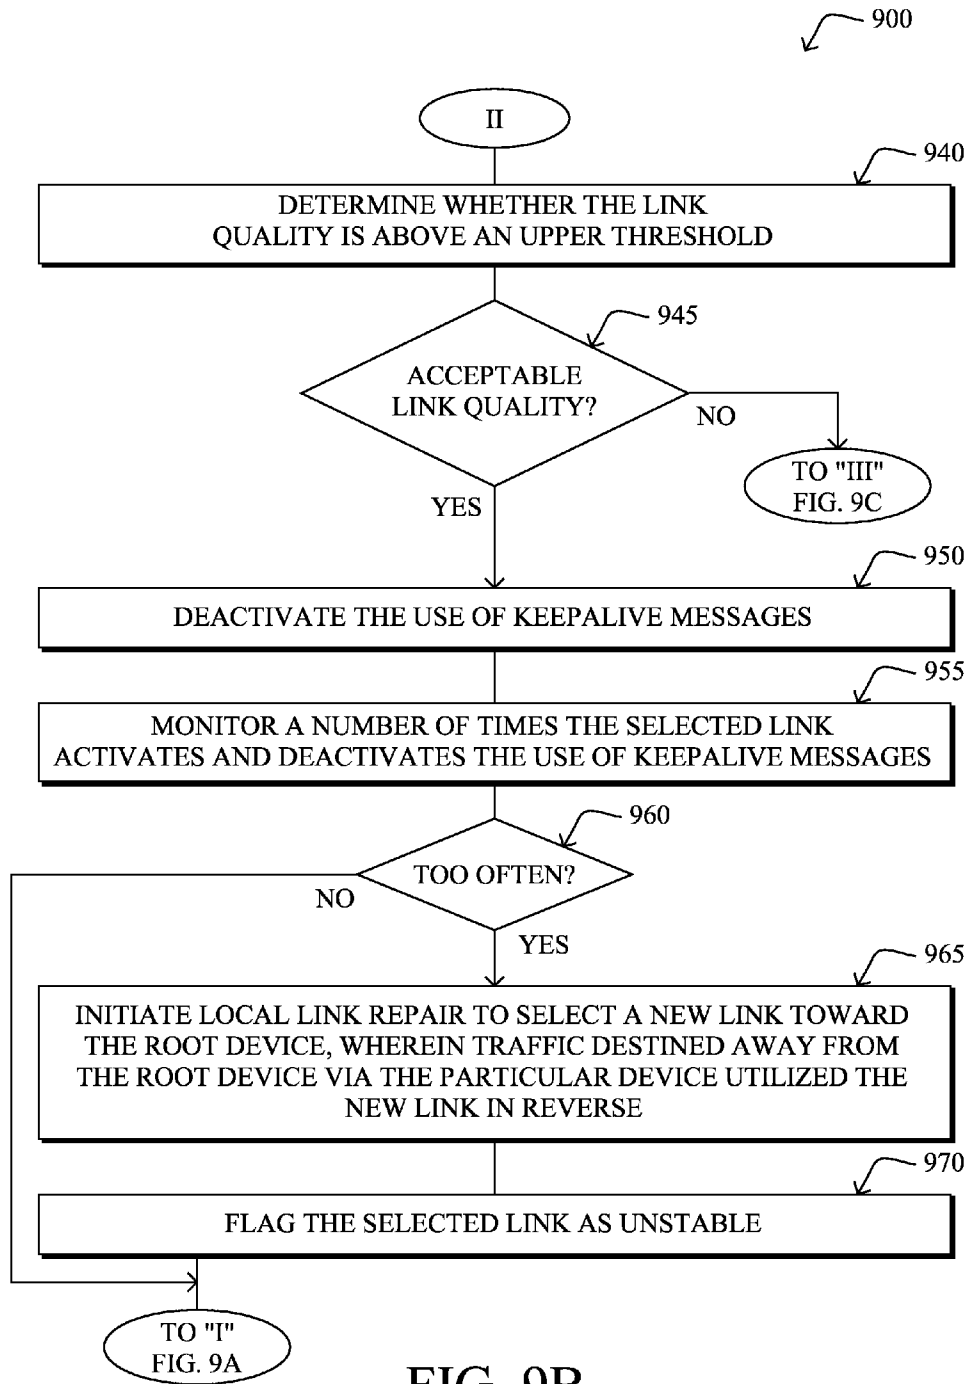 900
II
940
DETERMINE WHETHER THE LINK
QUALITY IS ABOVE AN UPPER THRESHOLD
945
ACCEPTABLE
LINK QUALITY?
NO
TO "III"
FIG. 9C
YES
950
DEACTIVATE THE USE OF KEEPALIVE MESSAGES
955
MONITOR A NUMBER OF TIMES THE SELECTED LINK
ACTIVATES AND DEACTIVATES THE USE OF KEEPALIVE MESSAGES
960
TOO OFTEN?
NO
YES
965
INITIATE LOCAL LINK REPAIR TO SELECT A NEW LINK TOWARD
THE ROOT DEVICE, WHEREIN TRAFFIC DESTINED AWAY FROM
THE ROOT DEVICE VIA THE PARTICULAR DEVICE UTILIZED THE
NEW LINK IN REVERSE
970
FLAG THE SELECTED LINK AS UNSTABLE
TO "I"
FIG. 9A
FIG. 9B